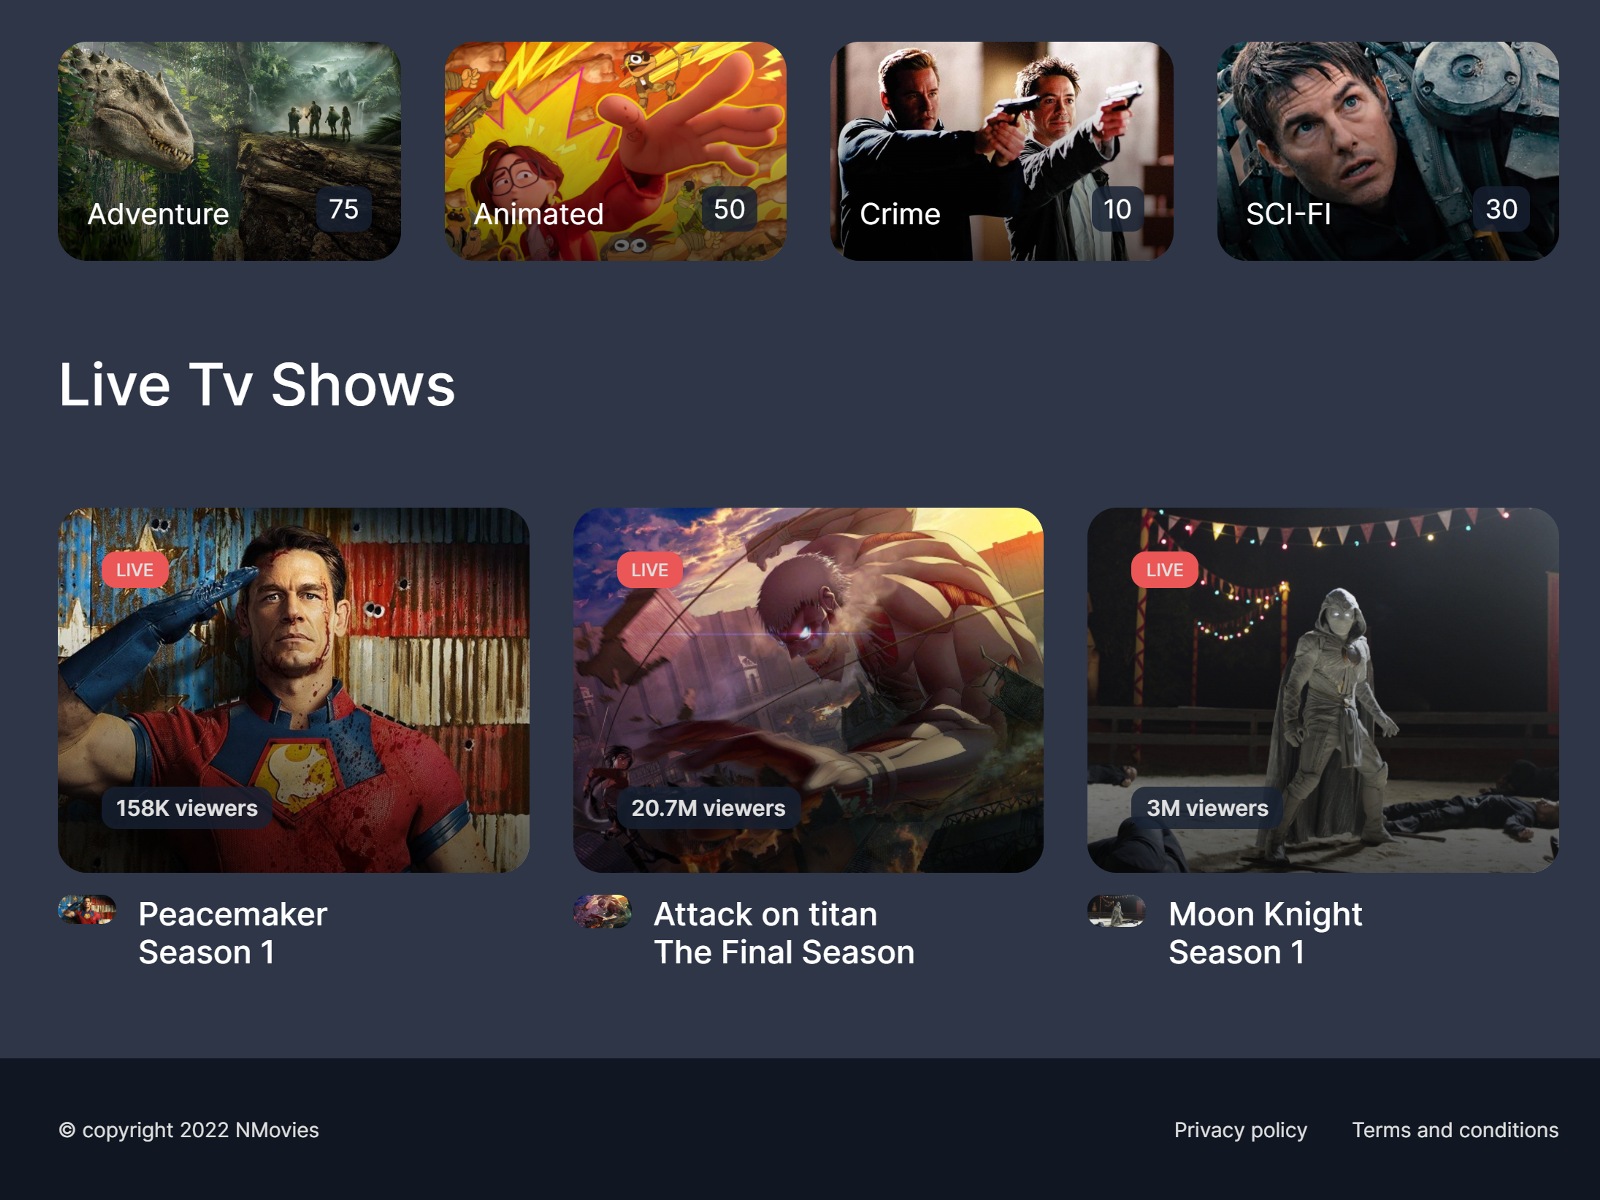 Adventure
75
Animated
50
Crime
10
SCI-FI
30
Live Tv Shows
LIVE
158K viewers
LIVE
20.7M viewers
LIVE
3M viewers
Peacemaker
Season 1
Attack on titan
The Final Season
Moon Knight
Season 1
© copyright 2022 NMovies
Privacy policy
Terms and conditions